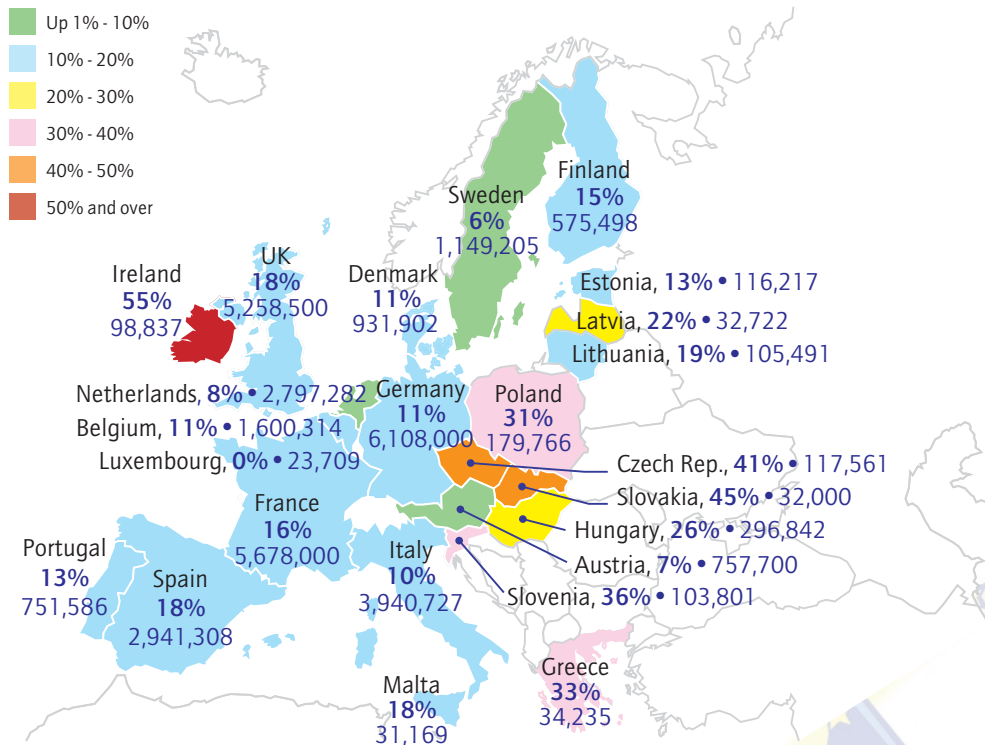 Up 1% - 10%
10% - 20%
20% - 30%
30% - 40%
40% - 50%
50% and over
Finland
15%
575,498
Sweden
6%
1,149,205
UK
18%
5,258,500
Ireland
55%
98,837
Denmark
11%
931,902
Estonia, 13% • 116,217
Latvia, 22% • 32,722
Lithuania, 19% • 105,491
Netherlands, 8% • 2,797,282
Belgium, 11% • 1,600,314
Luxembourg, 0% • 23,709
Germany
11%
6,108,000
Poland
31%
179,766
Czech Rep., 41% • 117,561
Slovakia, 45% • 32,000
Hungary, 26% • 296,842
Austria, 7% • 757,700
Slovenia, 36% • 103,801
France
16%
5,678,000
Portugal
13%
751,586
Spain
18%
2,941,308
Italy
10%
3,940,727
Malta
18%
31,169
Greece
33%
34,235